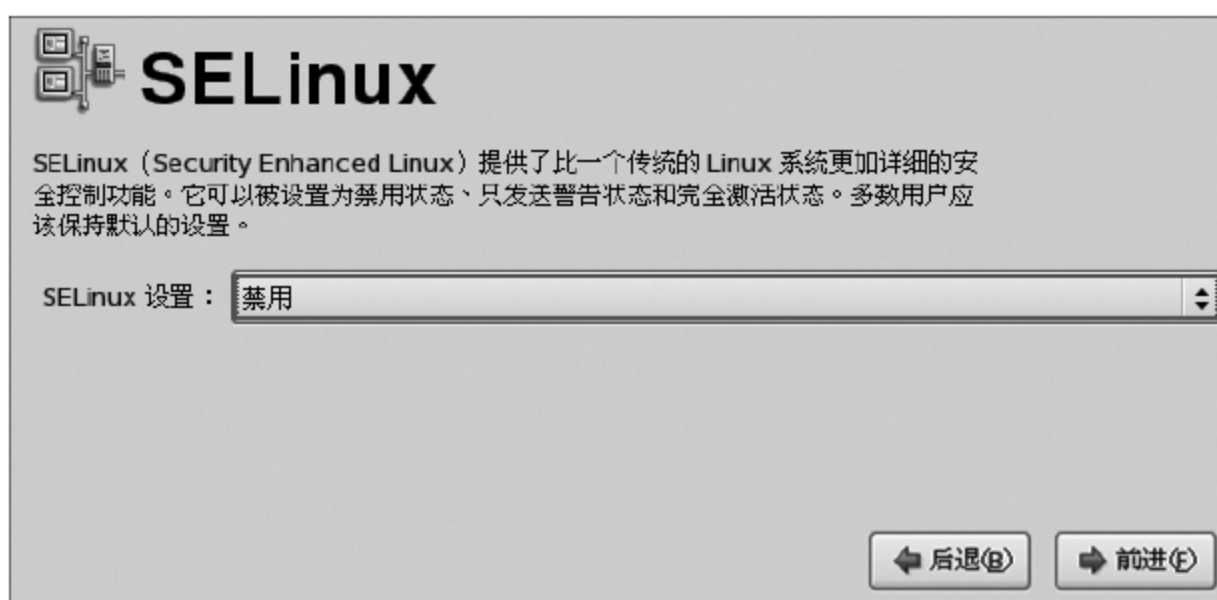 SELinux
SELinux（Security Enhanced Linux）提供了比一个传统的 Linux 系统更加详细的安
全控制功能。它可以被设置为禁用状态、只发送警告状态和完全激活状态。多数用户应
该保持默认的设置。
SELinux 设置：禁用
后退(B) 前进(F)